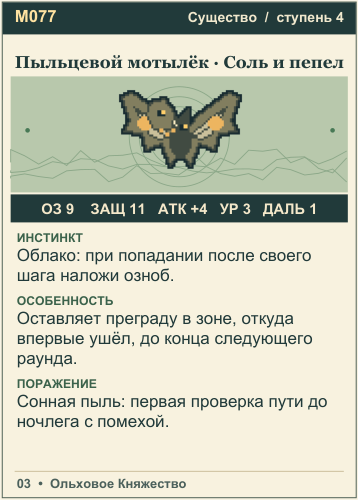 M077
Существо / ступень 4
Пыльцевой мотылёк · Соль и пепел
ОЗ 9 ЗАЩ 11 АТК +4 УР 3 ДАЛЬ 1
ИНСТИНКТ
Облако: при попадании после своего
шага наложи озноб.
ОСОБЕННОСТЬ
Оставляет преграду в зоне, откуда
впервые ушёл, до конца следующего
раунда.
ПОРАЖЕНИЕ
Сонная пыль: первая проверка пути до
ночлега с помехой.
03 • Ольховое Княжество